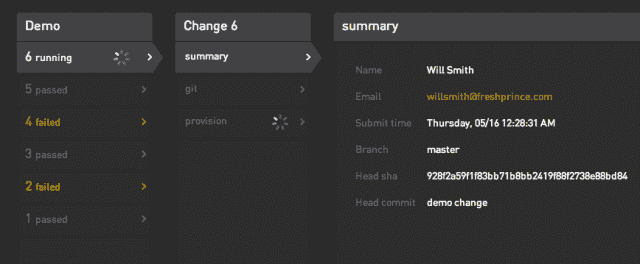 Demo
6 running
5 passed
4 failed
3 passed
2 failed
1 passed
Change 6
summary
git
provision
summary
Name Will Smith
Email willsmith@freshprince.com
Submit time Thursday, 05/16 12:28:31 AM
Branch master
Head sha 928f2a59f1f83bb71b8bb2419f88f2738e88bd84
Head commit demo change